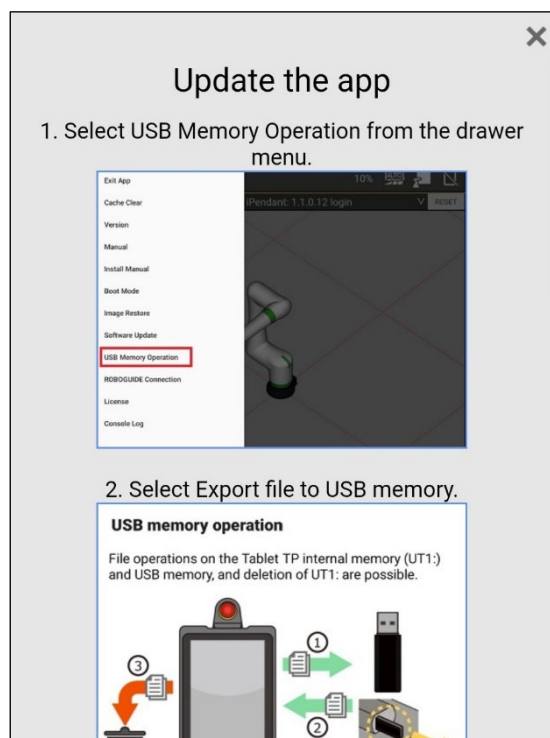 Update the app
1. Select USB Memory Operation from the drawer
menu.
Exit App
10%
Cache Clear
iPendant: 1.1.0.12 login
RESET
Version
Manual
Install Manual
Boot Mode
Image Restore
Software Update
USB Memory Operation
ROBOGUIDE Connection
License
Console Log
2. Select Export file to USB memory.
USB memory operation
File operations on the Tablet TP internal memory (UT1:)
and USB memory, and deletion of UT1: are possible.
1
3
2